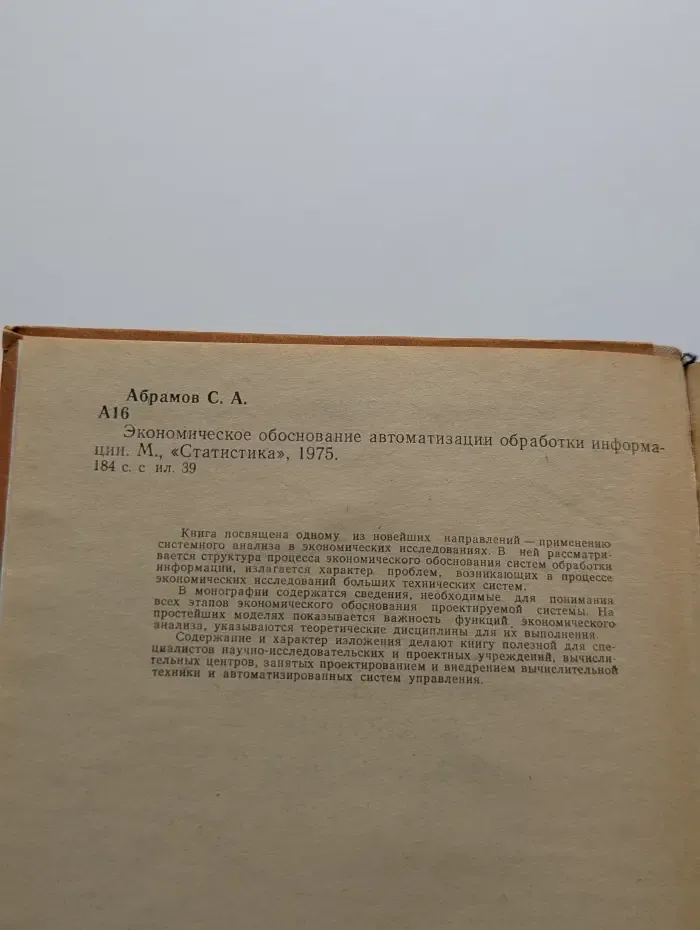 Абрамов С. А.
А16
Экономическое обоснование автоматизации обработки информа-
ции. М., «Статистика», 1975.
184 с. с ил. 39
Книга посвящена одному из новейших направлений — применению
системного анализа в экономических исследованиях. В ней рассматри-
вается структура процесса экономического обоснования систем обработки
информации, излагается характер проблем, возникающих в процессе
экономических исследований больших технических систем.
В монографии содержатся сведения, необходимые для понимания
всех этапов экономического обоснования проектируемой системы. На
простейших моделях показывается важность функций экономического
анализа, указываются теоретические дисциплины для их выполнения.
Содержание и характер изложения делают книгу полезной для спе-
циалистов научно-исследовательских и проектных учреждений, вычисли-
тельных центров, занятых проектированием и внедрением вычислительной
техники и автоматизированных систем управления.